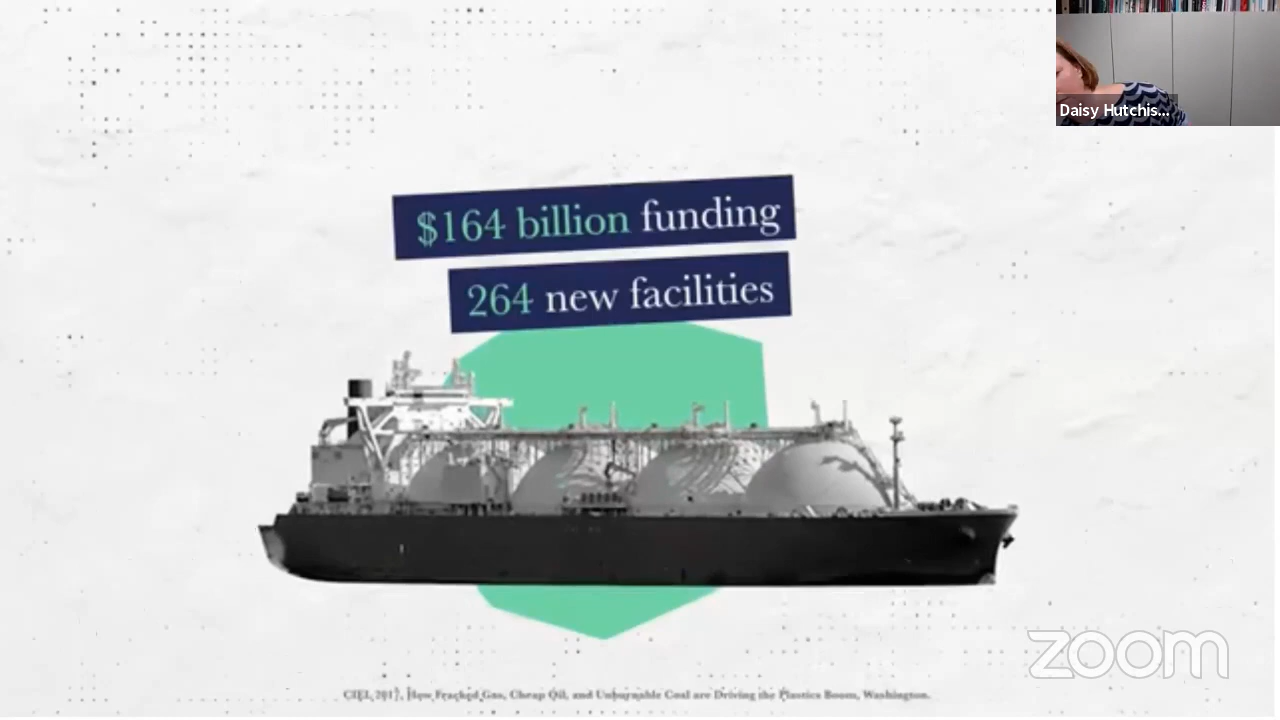 Daisy Hutchis...
$164 billion funding
264 new facilities
zoom
CIEL 2017, How Fracked Gas, Cheap Oil, and Unburnable Coal are Driving the Plastics Boom, Washington.